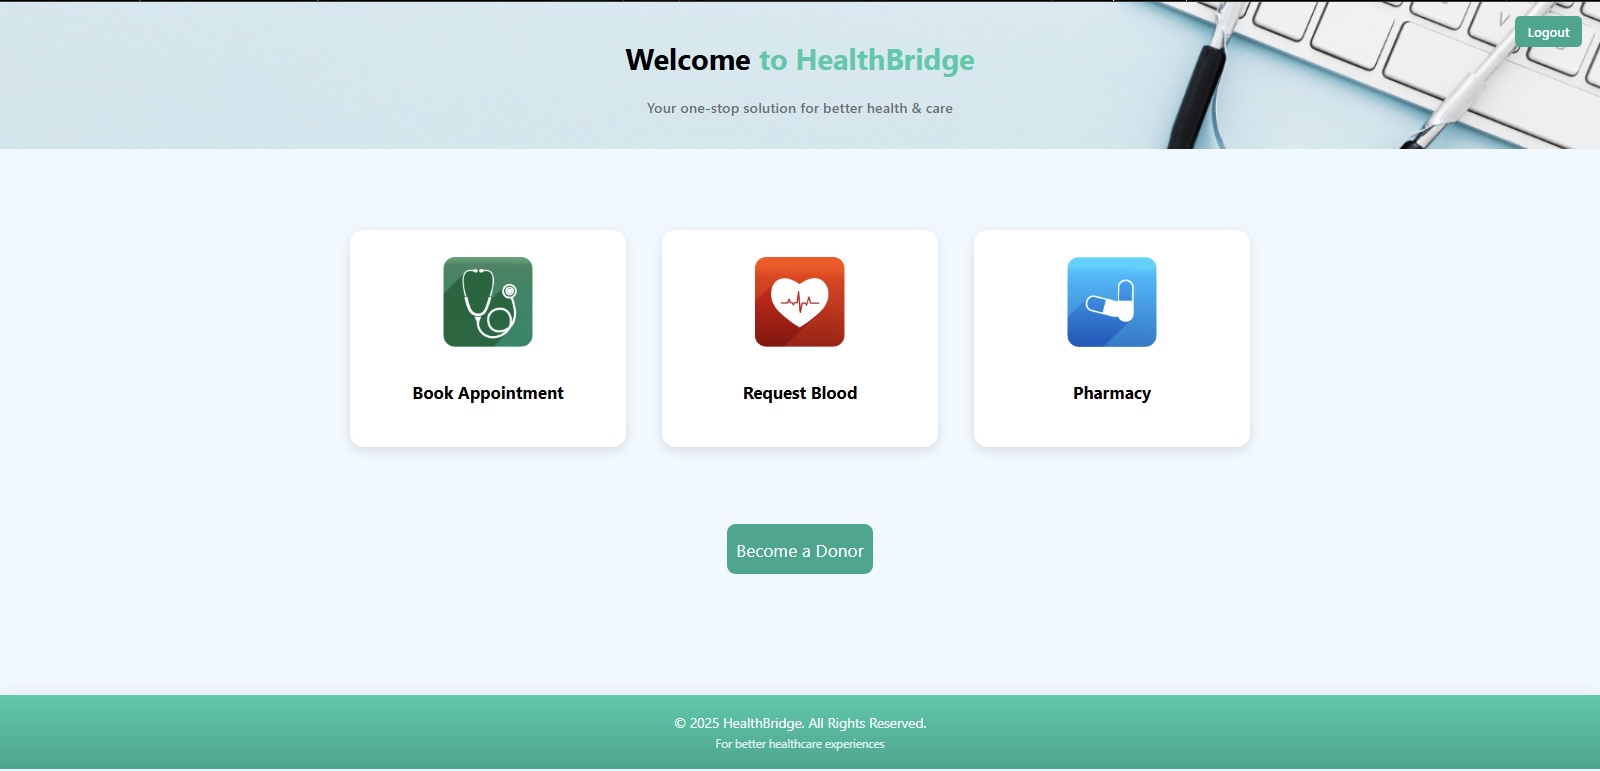 Logout
Welcome to HealthBridge
Your one-stop solution for better health & care
Book Appointment
Request Blood
Pharmacy
Become a Donor
© 2025 HealthBridge. All Rights Reserved.
For better healthcare experiences